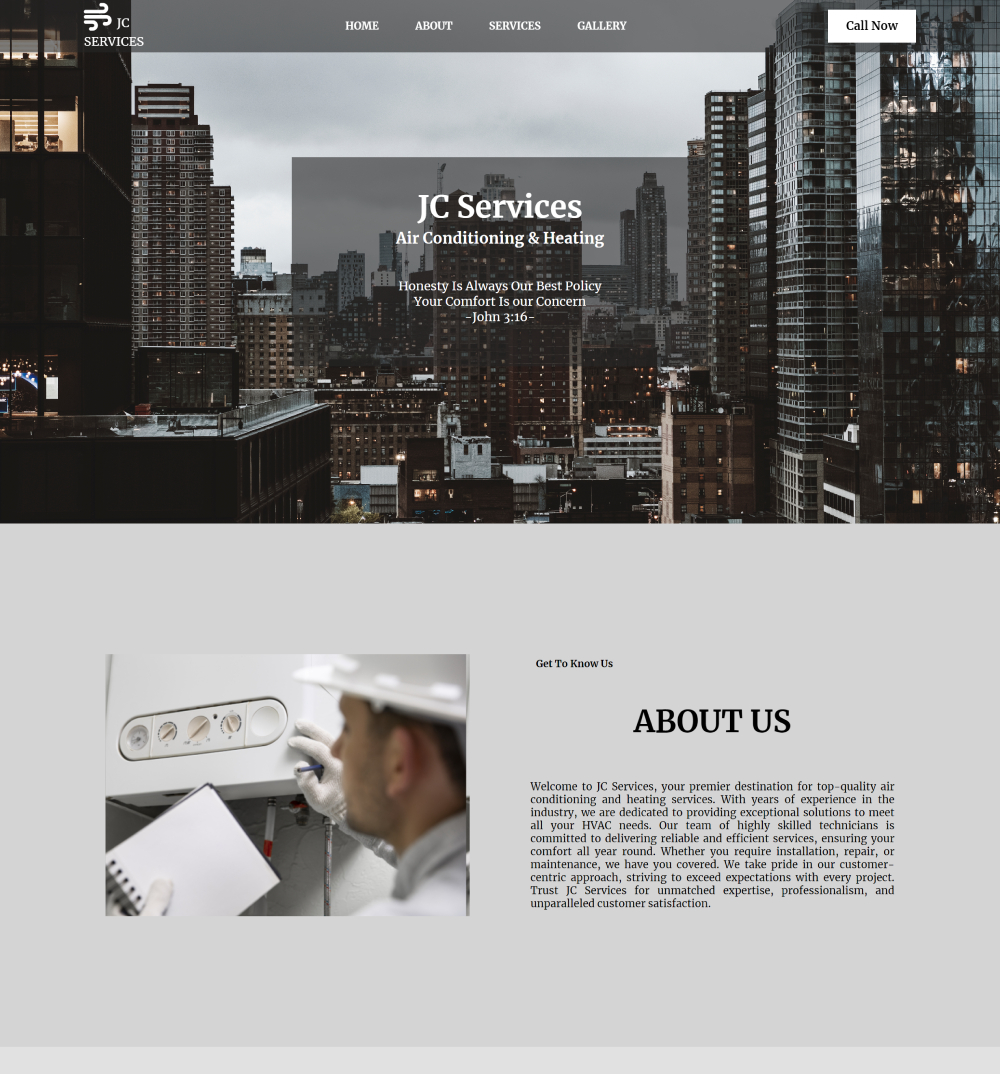 JC
SERVICES
HOME ABOUT SERVICES GALLERY
Call Now
JC Services
Air Conditioning & Heating
Honesty Is Always Our Best Policy
Your Comfort Is our Concern
-John 3:16-
Get To Know Us
ABOUT US
Welcome to JC Services, your premier destination for top-quality air
conditioning and heating services. With years of experience in the
industry, we are dedicated to providing exceptional solutions to meet
all your HVAC needs. Our team of highly skilled technicians is
committed to delivering reliable and efficient services, ensuring your
comfort all year round. Whether you require installation, repair, or
maintenance, we have you covered. We take pride in our customer-
centric approach, striving to exceed expectations with every project.
Trust JC Services for unmatched expertise, professionalism, and
unparalleled customer satisfaction.